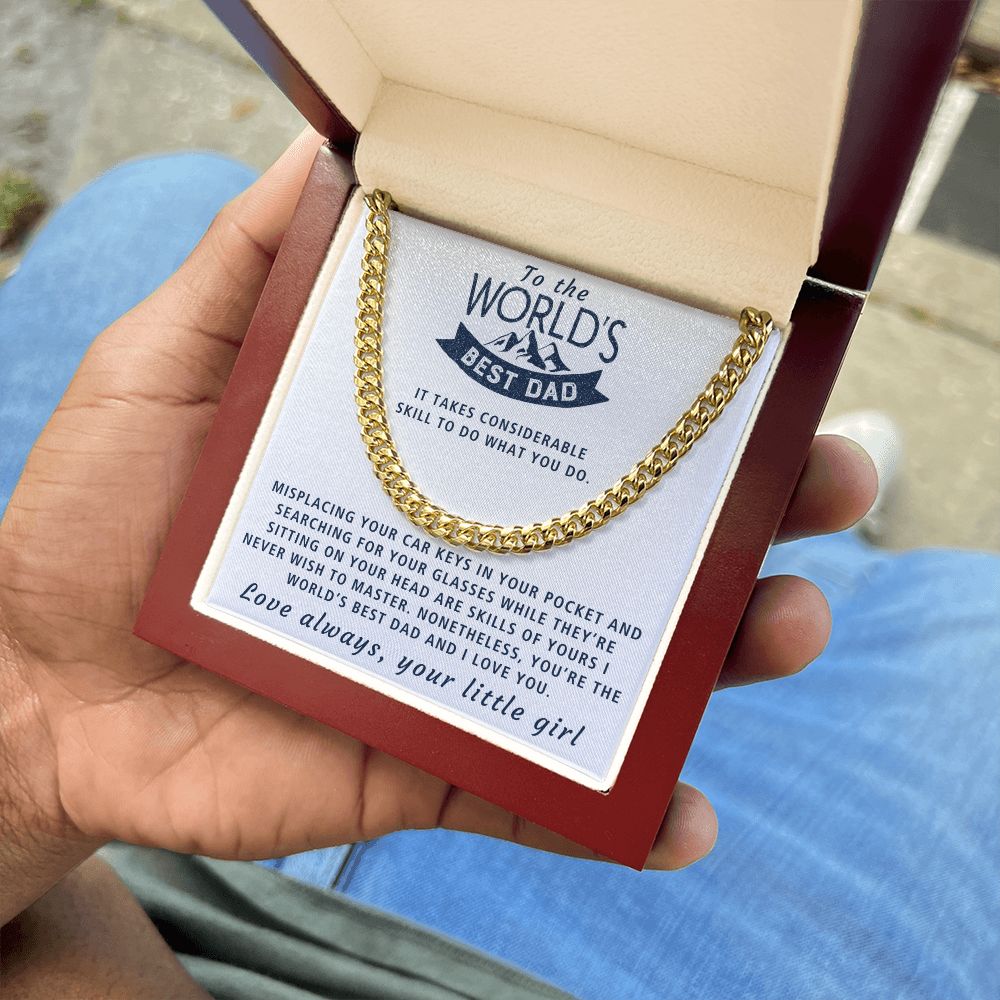 To the
WORLD'S
BEST DAD
IT TAKES CONSIDERABLE
SKILL TO DO WHAT YOU DO.
MISPLACING YOUR CAR KEYS IN YOUR POCKET AND
SEARCHING FOR YOUR GLASSES WHILE THEY'RE
SITTING ON YOUR HEAD ARE SKILLS OF YOURS I
NEVER WISH TO MASTER. NONETHELESS, YOU'RE THE
WORLD'S BEST DAD AND I LOVE YOU.
Love always, your little girl